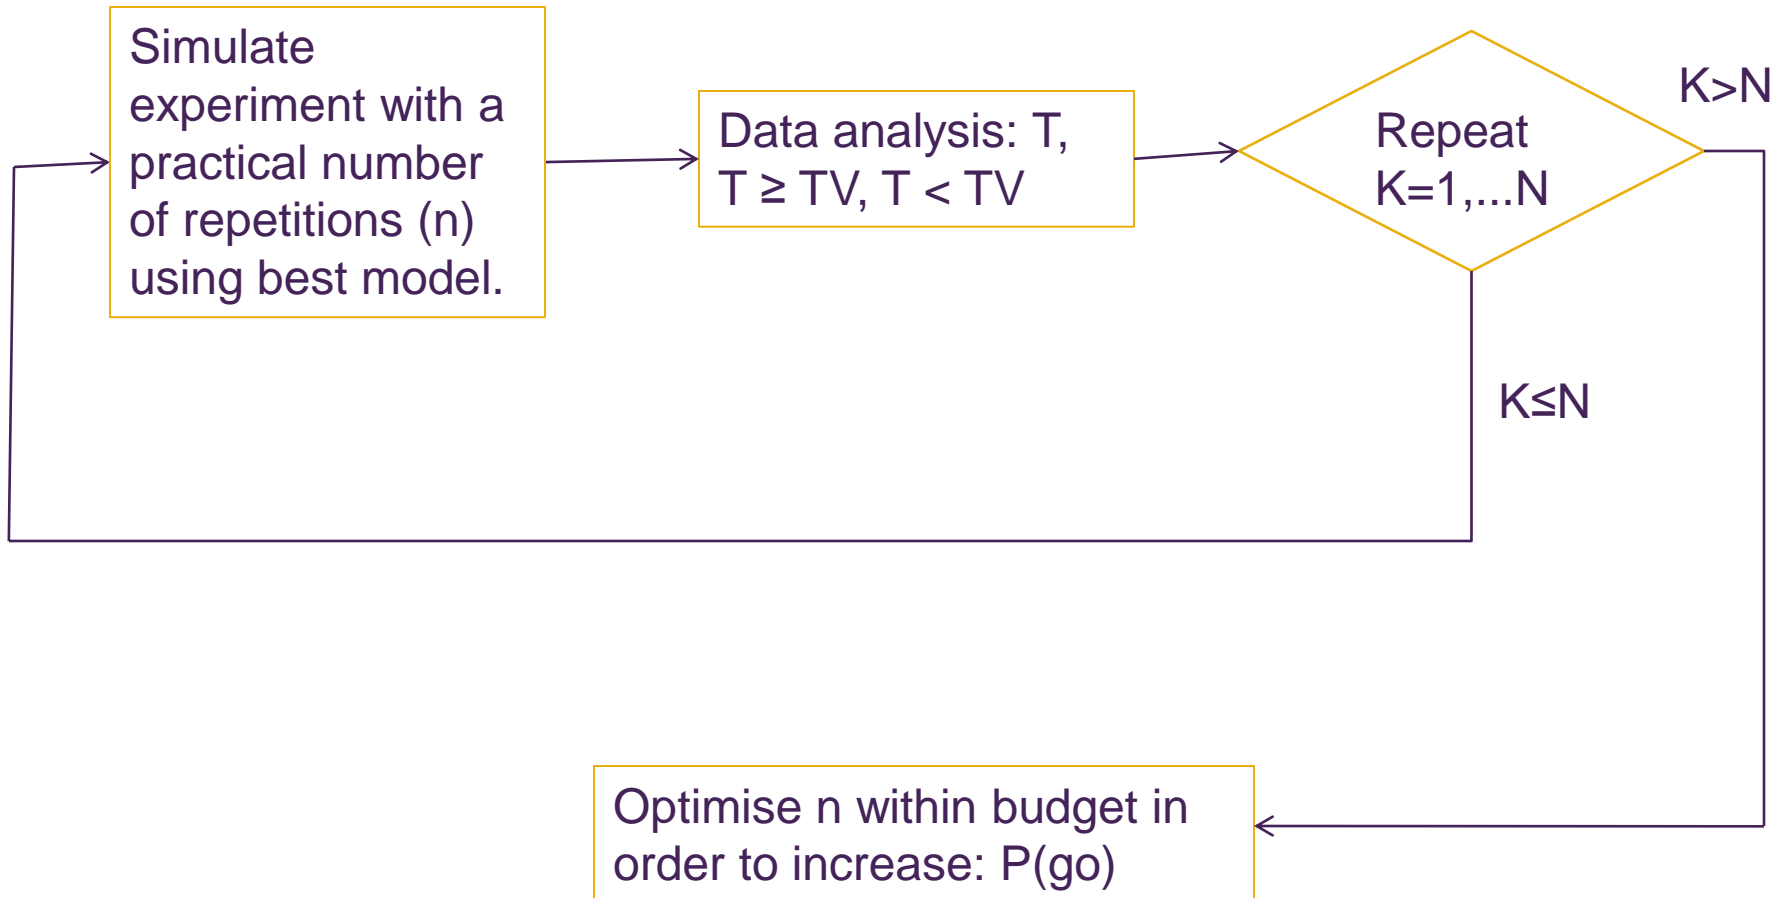 Simulate
experiment with a
practical number
of repetitions (n)
using best model.
Data analysis: T,
T ≥ TV, T < TV
Repeat
K=1,...N
K>N
K≤N
Optimise n within budget in
order to increase: P(go)